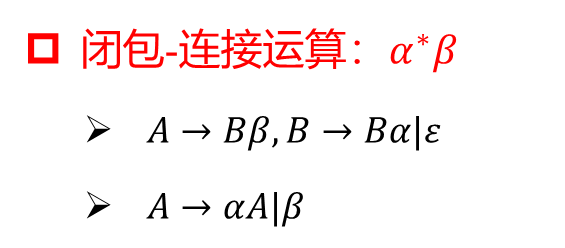 闭包-连接运算：α*β
A → Bβ, B → Bα|ε
A → αA|β